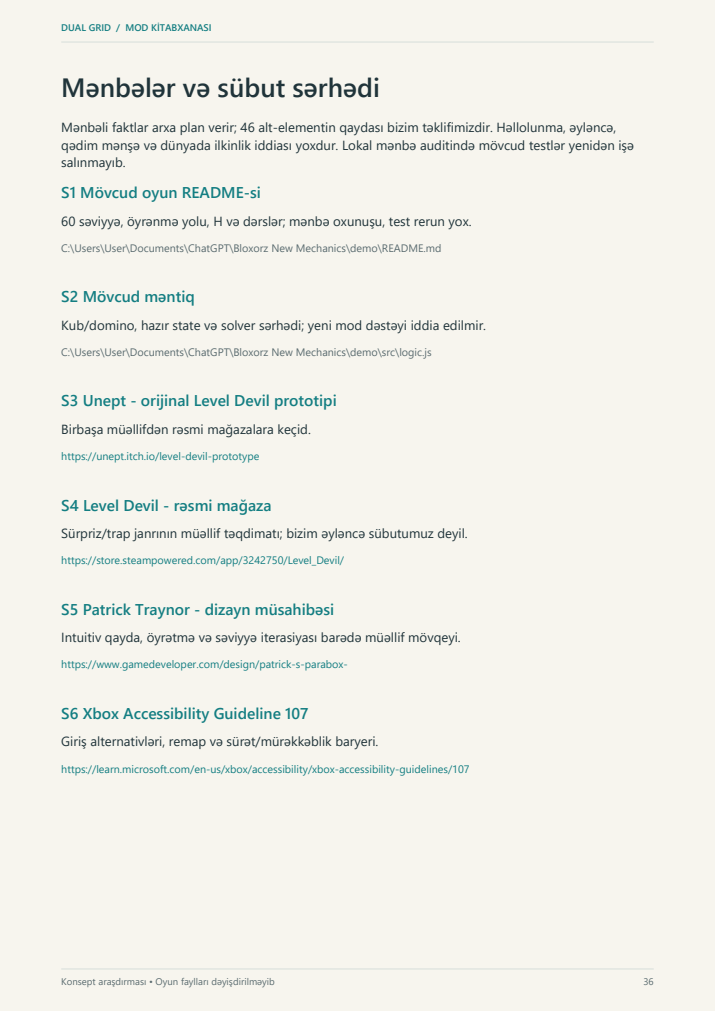 DUAL GRID / MOD KİTABXANASI
Mənbələr və sübut sərhədi
Mənbəli faktlar arxa plan verir; 46 alt-elementin qaydası bizim təklifimizdir. Həllolunma, əyləncə,
qədim mənşə və dünyada ilkinlik iddiası yoxdur. Lokal mənbə auditində mövcud testlər yenidən işə
salınmayıb.
S1 Mövcud oyun README-si
60 səviyyə, öyrənmə yolu, H və dərslər; mənbə oxunuşu, test rerun yox.
C:\Users\User\Documents\ChatGPT\Bloxorz New Mechanics\demo\README.md
S2 Mövcud məntiq
Kub/domino, hazır state və solver sərhədi; yeni mod dəstəyi iddia edilmir.
C:\Users\User\Documents\ChatGPT\Bloxorz New Mechanics\demo\src\logic.js
S3 Unept - orijinal Level Devil prototipi
Birbaşa müəllifdən rəsmi mağazalara keçid.
https://unept.itch.io/level-devil-prototype
S4 Level Devil - rəsmi mağaza
Sürpriz/trap janrının müəllif təqdimatı; bizim əyləncə sübutumuz deyil.
https://store.steampowered.com/app/3242750/Level_Devil/
S5 Patrick Traynor - dizayn müsahibəsi
Intuitiv qayda, öyrətmə və səviyyə iterasiyası barədə müəllif mövqeyi.
https://www.gamedeveloper.com/design/patrick-s-parabox-
S6 Xbox Accessibility Guideline 107
Giriş alternativləri, remap və sürət/mürəkkəblik baryeri.
https://learn.microsoft.com/en-us/xbox/accessibility/xbox-accessibility-guidelines/107
Konsept araşdırması • Oyun faylları dəyişdirilməyib
36